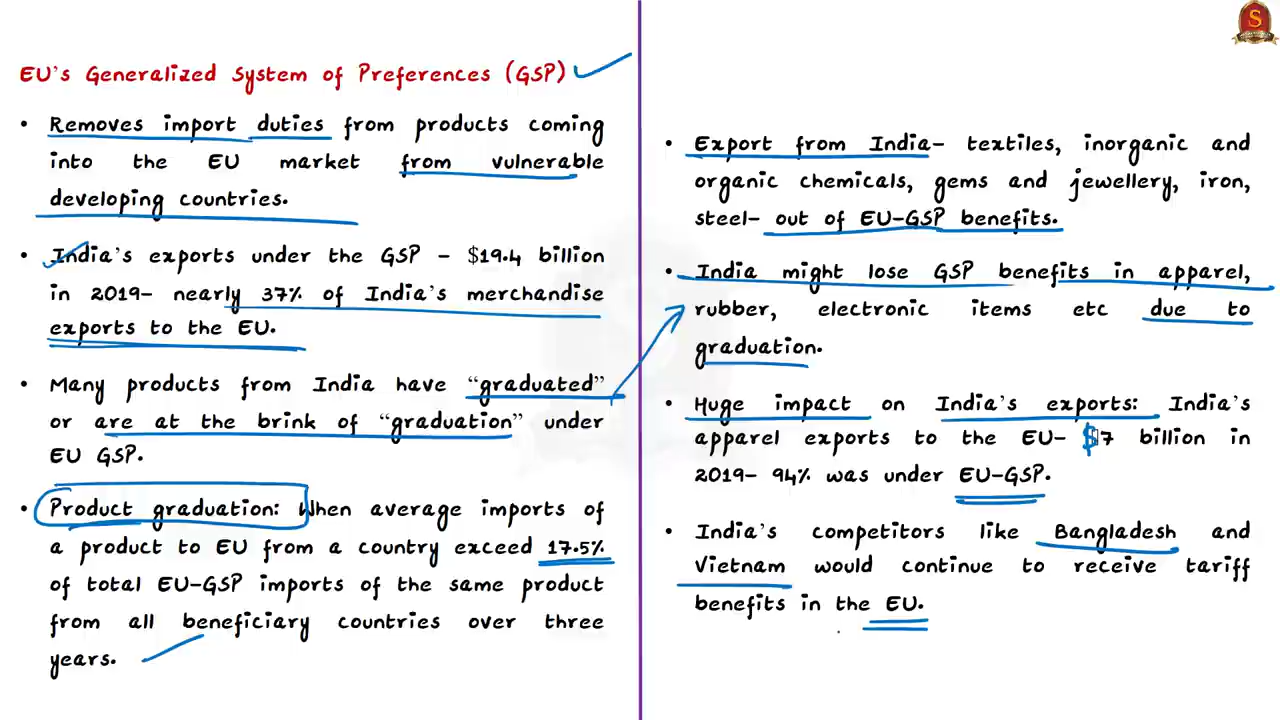 EU's Generalized System of Preferences (GSP)
• Removes import duties from products coming
into the EU market from vulnerable
developing countries.
• India's exports under the GSP - $19.4 billion
in 2019- nearly 37% of India's merchandise
exports to the EU.
• Many products from India have “graduated”
or are at the brink of “graduation” under
EU GSP.
• Product graduation: When average imports of
a product to EU from a country exceed 17.5%
of total EU-GSP imports of the same product
from all beneficiary countries over three
years.
• Export from India- textiles, inorganic and
organic chemicals, gems and jewellery, iron,
steel- out of EU-GSP benefits.
• India might lose GSP benefits in apparel,
rubber, electronic items etc due to
graduation.
• Huge impact on India's exports: India's
apparel exports to the EU- $7 billion in
2019- 94% was under EU-GSP.
• India's competitors like Bangladesh and
Vietnam would continue to receive tariff
benefits in the EU.